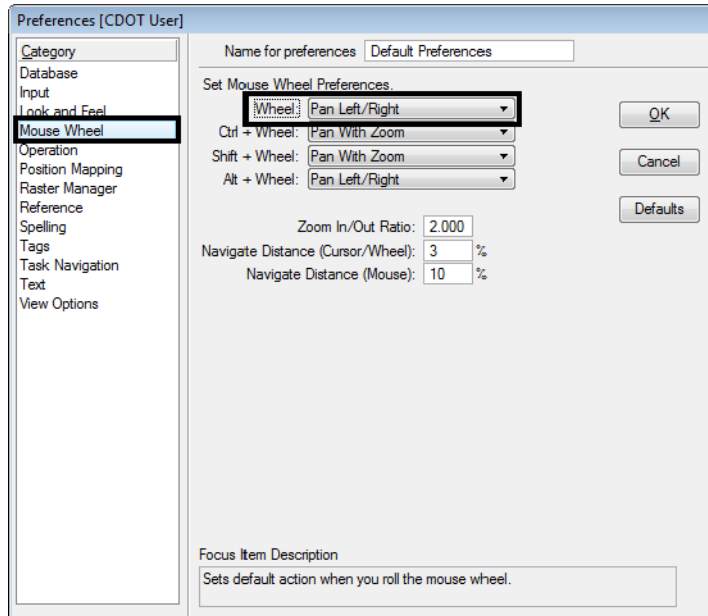 Preferences [CDOT User]
Category
Database
Input
Look and Feel
Mouse Wheel
Operation
Position Mapping
Raster Manager
Reference
Spelling
Tags
Task Navigation
Text
View Options
Name for preferences Default Preferences
Set Mouse Wheel Preferences.
Wheel: Pan Left/Right
Ctrl + Wheel: Pan With Zoom
Shift + Wheel: Pan With Zoom
Alt + Wheel: Pan Left/Right
Zoom In/Out Ratio: 2.000
Navigate Distance (Cursor/Wheel): 3 %
Navigate Distance (Mouse): 10 %
OK
Cancel
Defaults
Focus Item Description
Sets default action when you roll the mouse wheel.